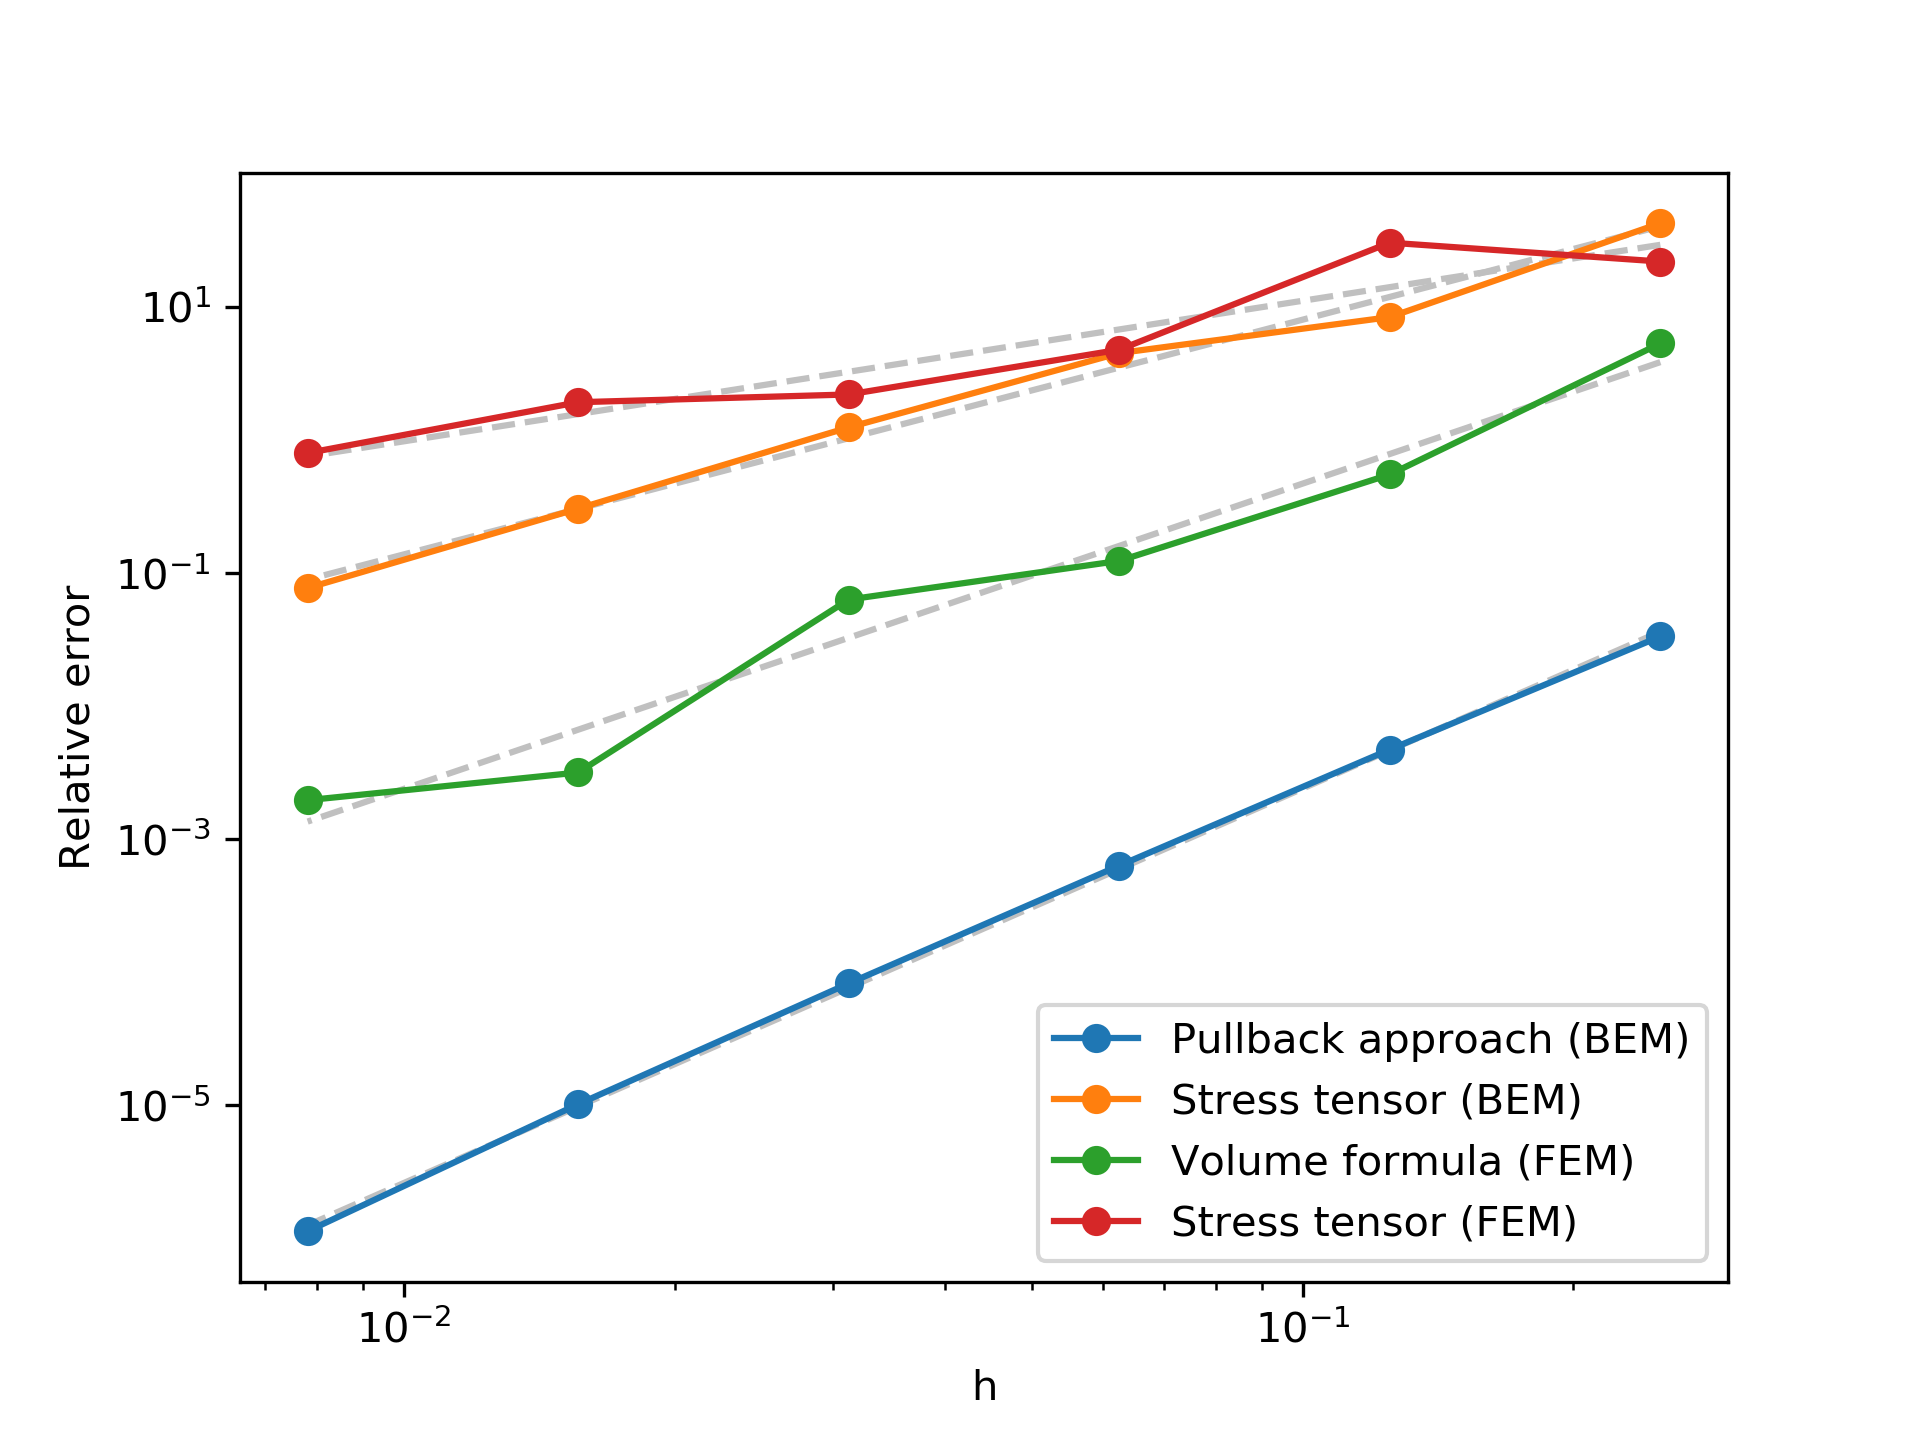 10¹
10⁻¹
10⁻³
10⁻⁵
Relative error
10⁻²
10⁻¹
h
Pullback approach (BEM)
Stress tensor (BEM)
Volume formula (FEM)
Stress tensor (FEM)